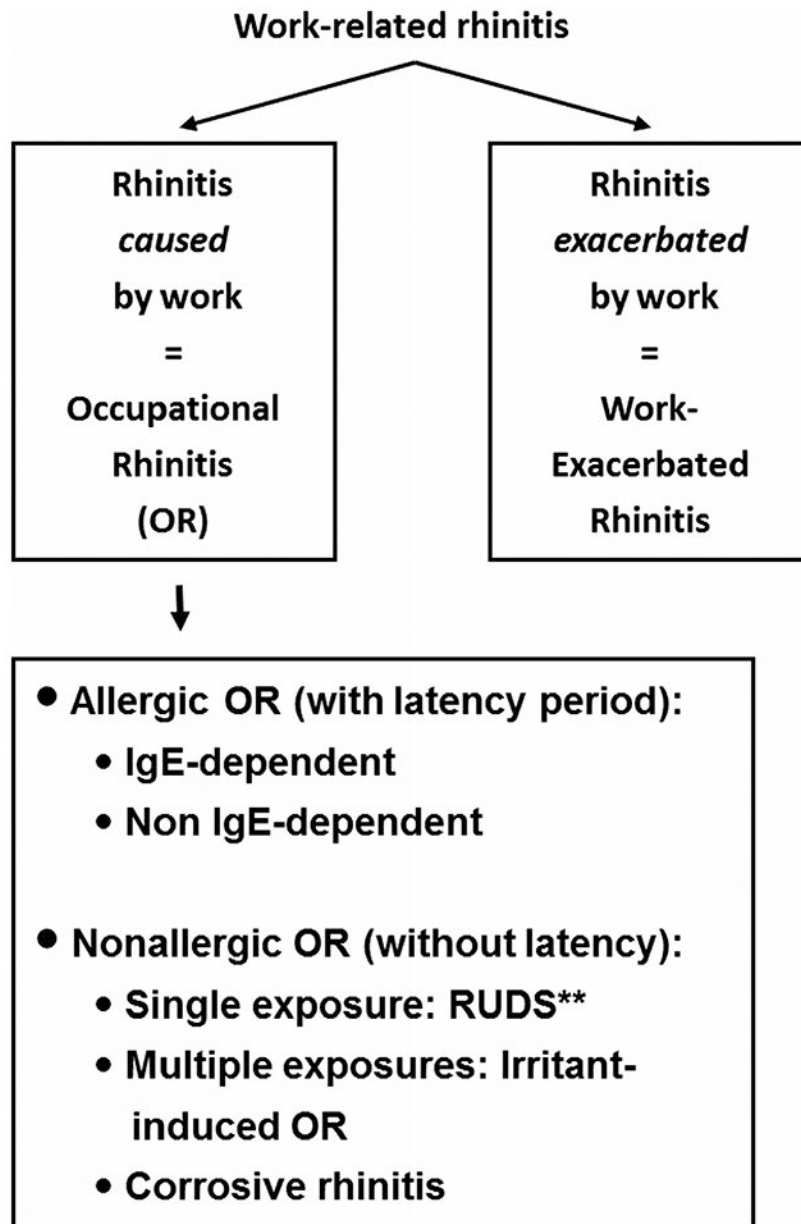 Work-related rhinitis
Rhinitis
caused
by work
=
Occupational
Rhinitis
(OR)
Rhinitis
exacerbated
by work
=
Work-
Exacerbated
Rhinitis
• Allergic OR (with latency period):
• IgE-dependent
• Non IgE-dependent
• Nonallergic OR (without latency):
• Single exposure: RUDS**
• Multiple exposures: Irritant-
induced OR
• Corrosive rhinitis